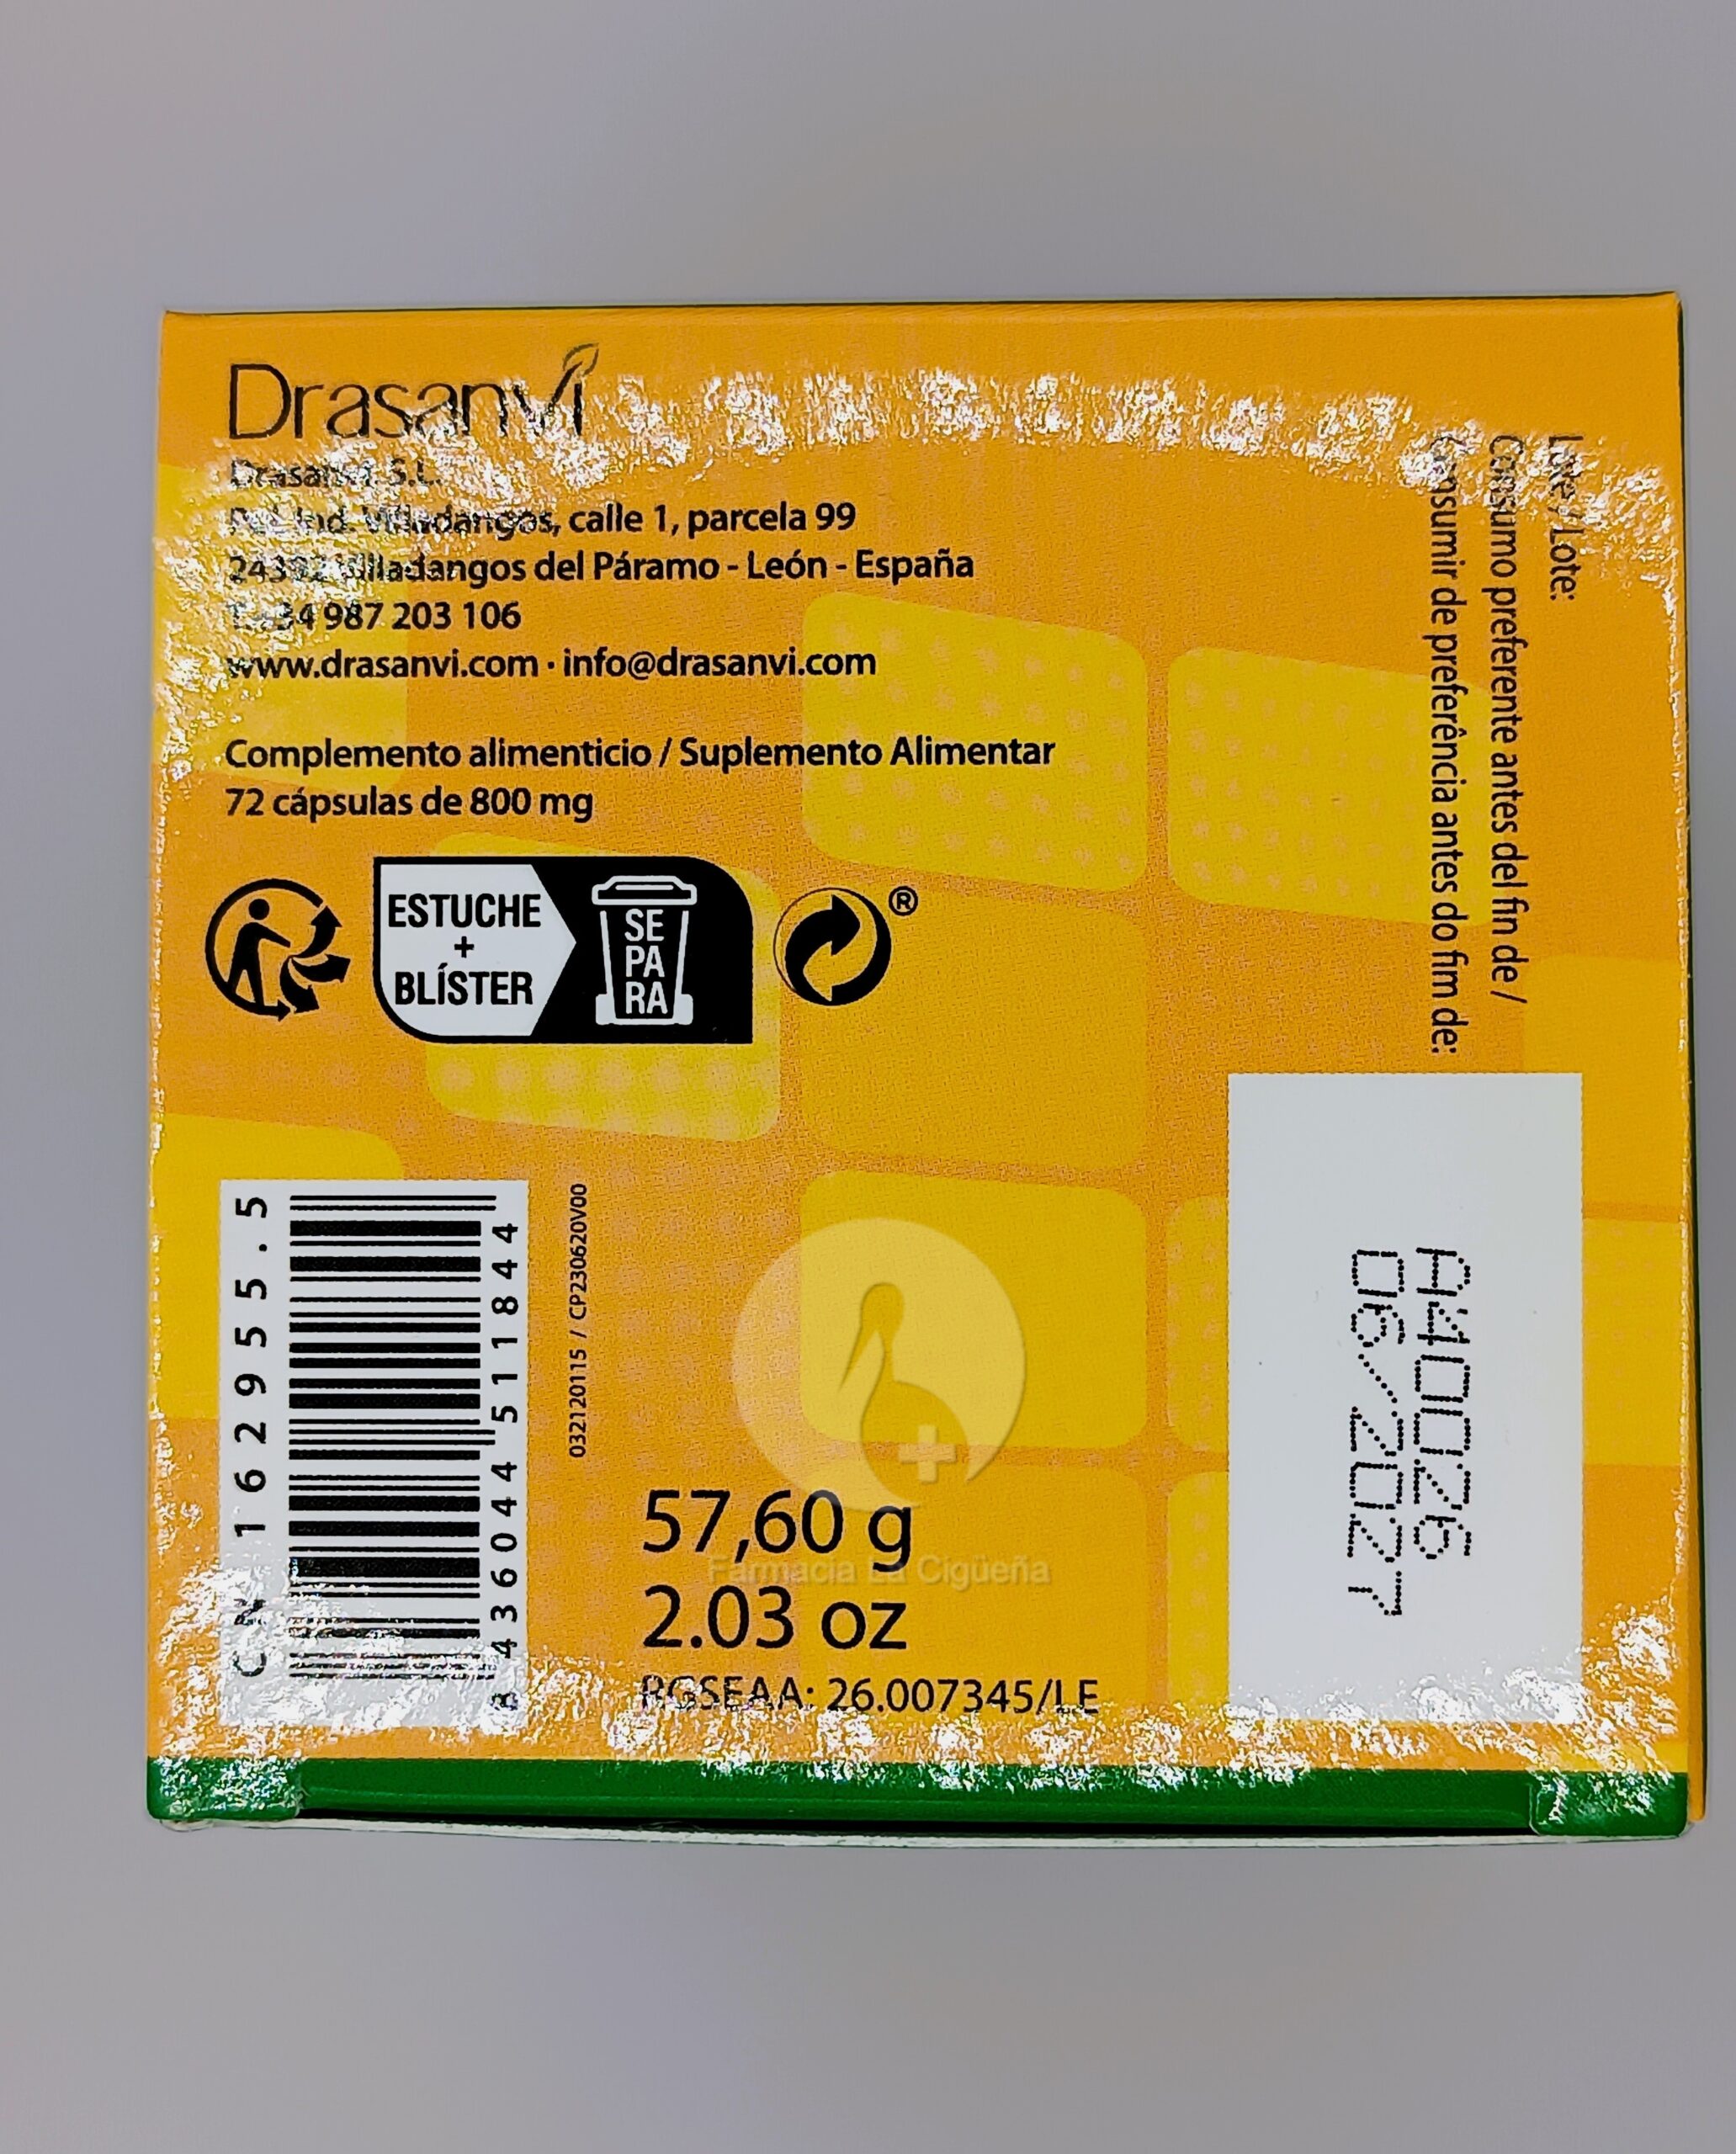 Drasanvi
Drasanvi S.L.
Pol. Ind. Villadangos, calle 1, parcela 99
24392 Villadangos del Páramo - León - España
T. +34 987 203 106
www.drasanvi.com · info@drasanvi.com
Complemento alimenticio / Suplemento Alimentar
72 cápsulas de 800 mg
ESTUCHE
+
BLÍSTER
SE
PA
RA
®
Lote / Lote:
Consumo preferente antes del fin de /
Consumir de preferência antes do fim de:
A40026
06/2027
CN 162955.5
8436044511844
032120115 / CP230620V00
57,60 g
2.03 oz
RGSEAA: 26.007345/LE
Farmacia La Cigüeña